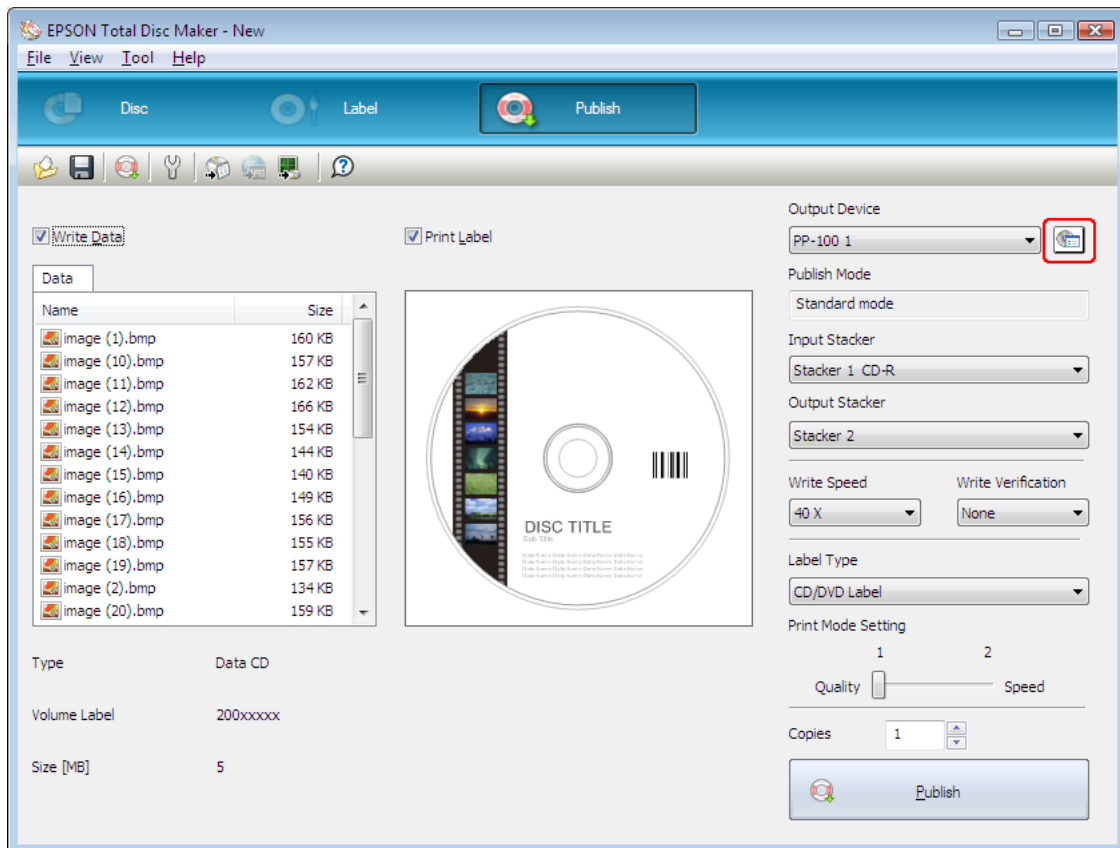 EPSON Total Disc Maker - New
File View Tool Help
Disc Label Publish
Output Device
Write Data Print Label
PP-100 1
Publish Mode
Data
Standard mode
Name Size
Input Stacker
image (1).bmp 160 KB
image (10).bmp 157 KB
Stacker 1 CD-R
image (11).bmp 162 KB
Output Stacker
image (12).bmp 166 KB
image (13).bmp 154 KB
Stacker 2
image (14).bmp 144 KB
image (15).bmp 140 KB
Write Speed Write Verification
image (16).bmp 149 KB
40 X None
image (17).bmp 156 KB
image (18).bmp 155 KB
DISC TITLE
Sub Title
image (19).bmp 157 KB
Label Type
image (2).bmp 134 KB
CD/DVD Label
image (20).bmp 159 KB
Print Mode Setting
1 2
Type Data CD
Quality Speed
Volume Label 200xxxxx
Copies 1
Size [MB] 5
Publish